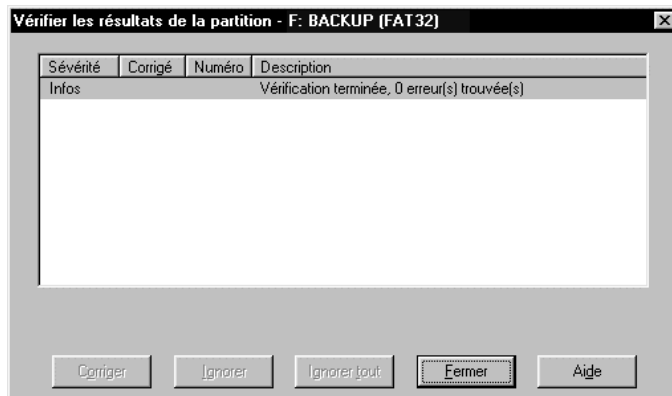 Vérifier les résultats de la partition - F: BACKUP (FAT32)
Sévérité Corrigé Numéro Description
Infos Vérification terminée, 0 erreur(s) trouvée(s)
Corriger Ignorer Ignorer tout Fermer Aide